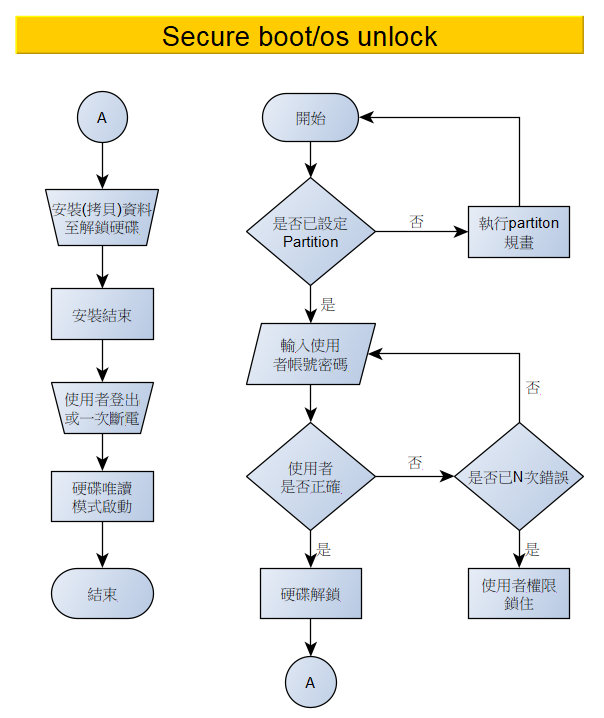 Secure boot/os unlock
A
安裝(拷貝)資料
至解鎖硬碟
安裝結束
使用者登出
或一次斷電
硬碟唯讀
模式啟動
結束
開始
是否已設定
Partition
否
執行partiton
規畫
是
輸入使用
者帳號密碼
使用者
是否正確
否
是否已N次錯誤
否
是
硬碟解鎖
是
使用者權限
鎖住
A